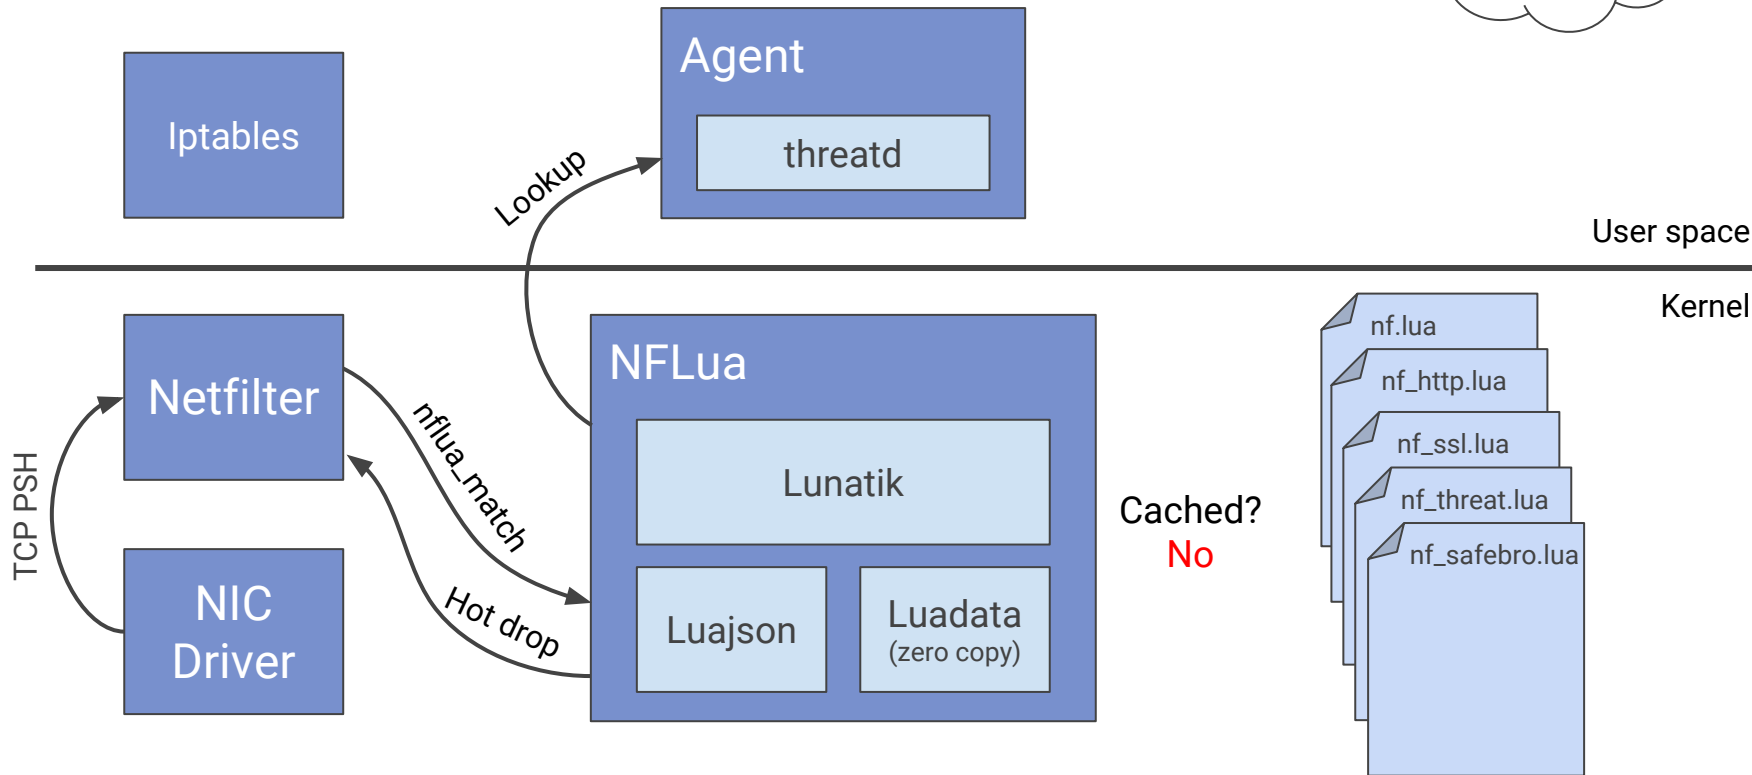 Iptables
Agent
threatd
Lookup
User space
Kernel
Netfilter
TCP PSH
NIC
Driver
nflua_match
Hot drop
NFLua
Lunatik
Luajson
Luadata
(zero copy)
Cached?
No
nf.lua
nf_http.lua
nf_ssl.lua
nf_threat.lua
nf_safebro.lua